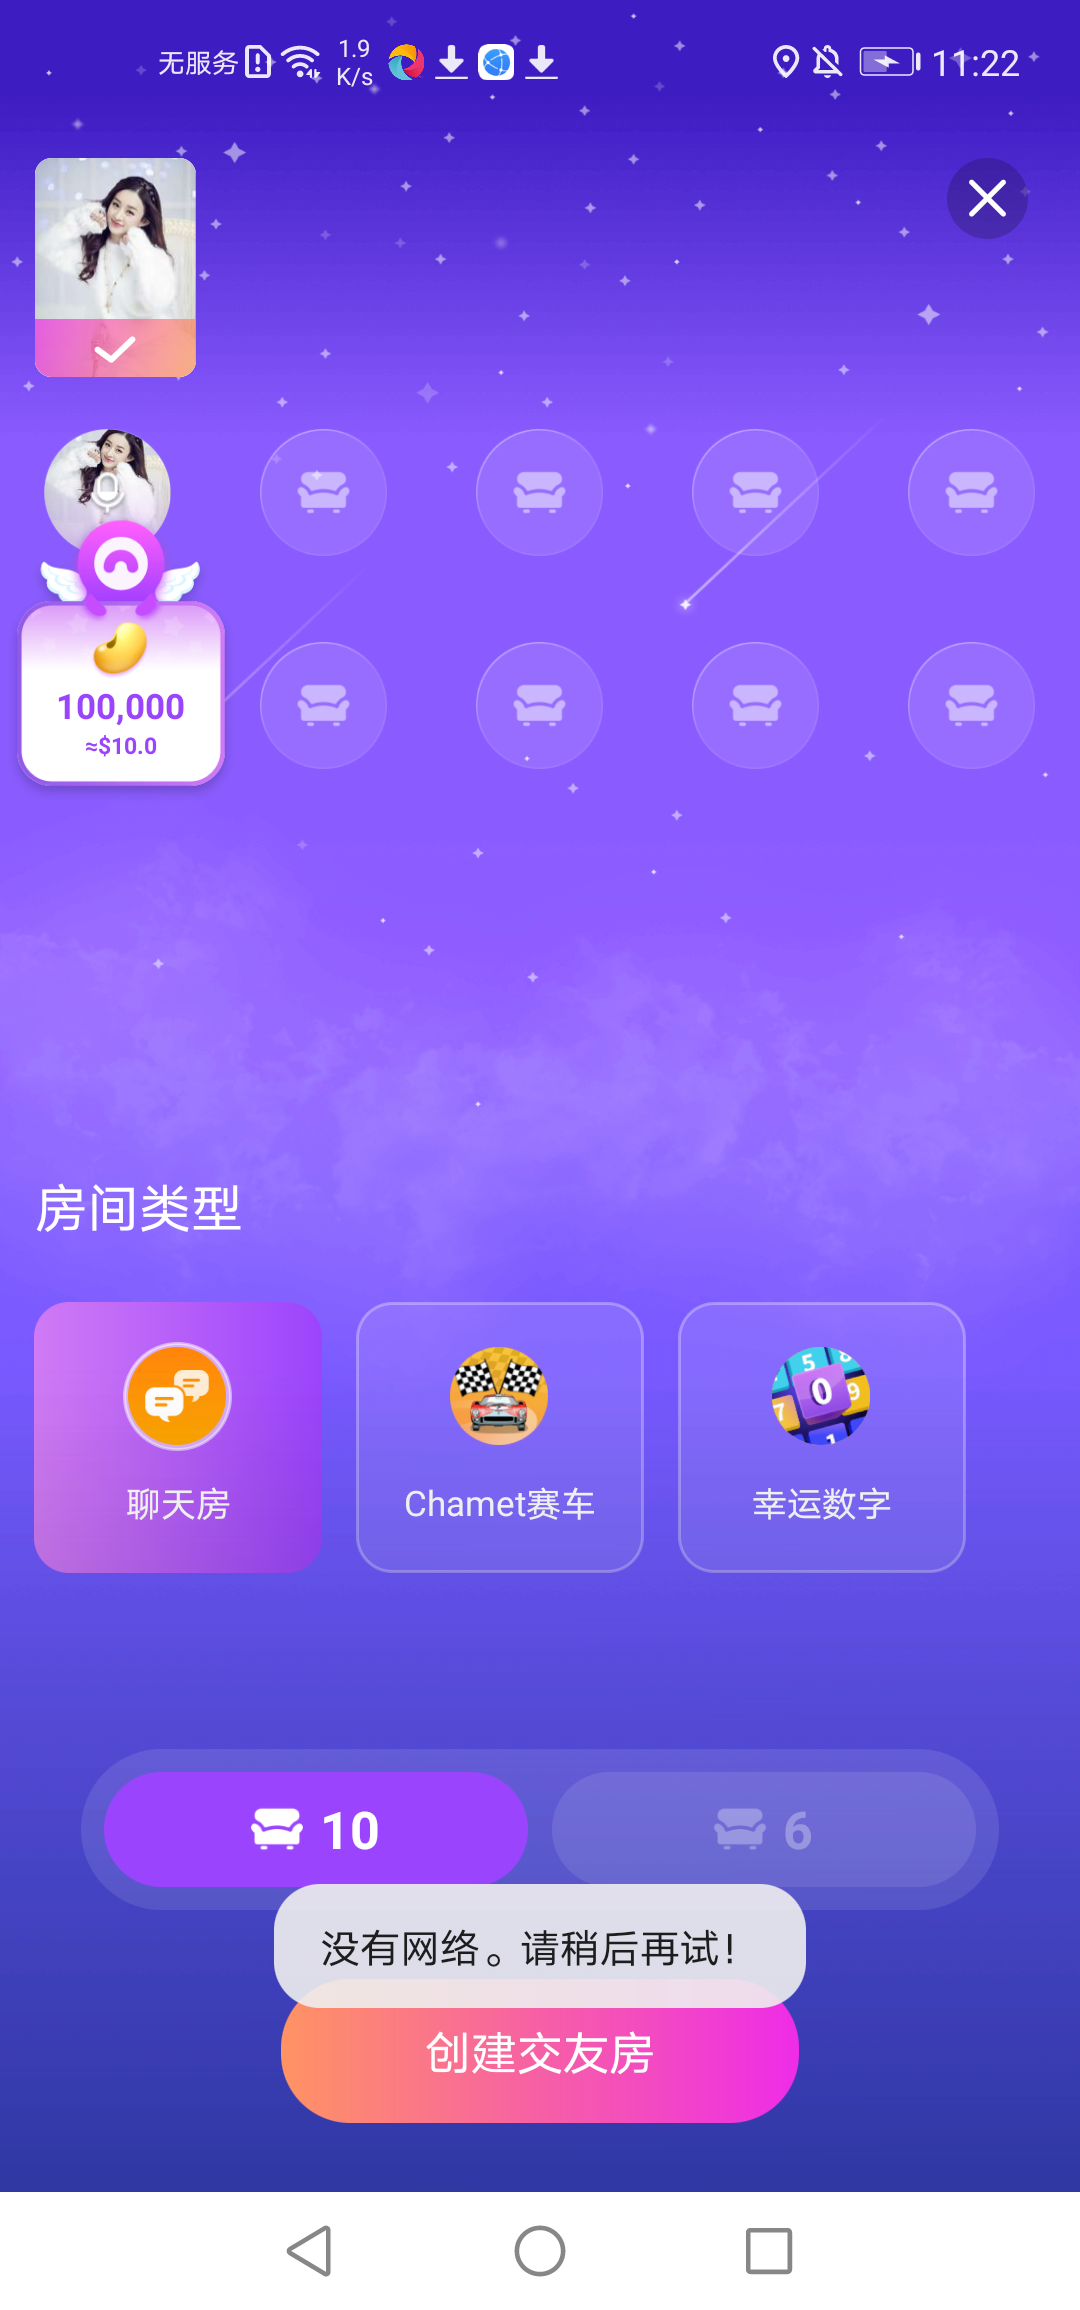 无服务 1.9 K/s 11:22
100,000
≈$10.0
房间类型
聊天房 Chamet赛车 幸运数字
10 6
没有网络。请稍后再试!
创建交友房